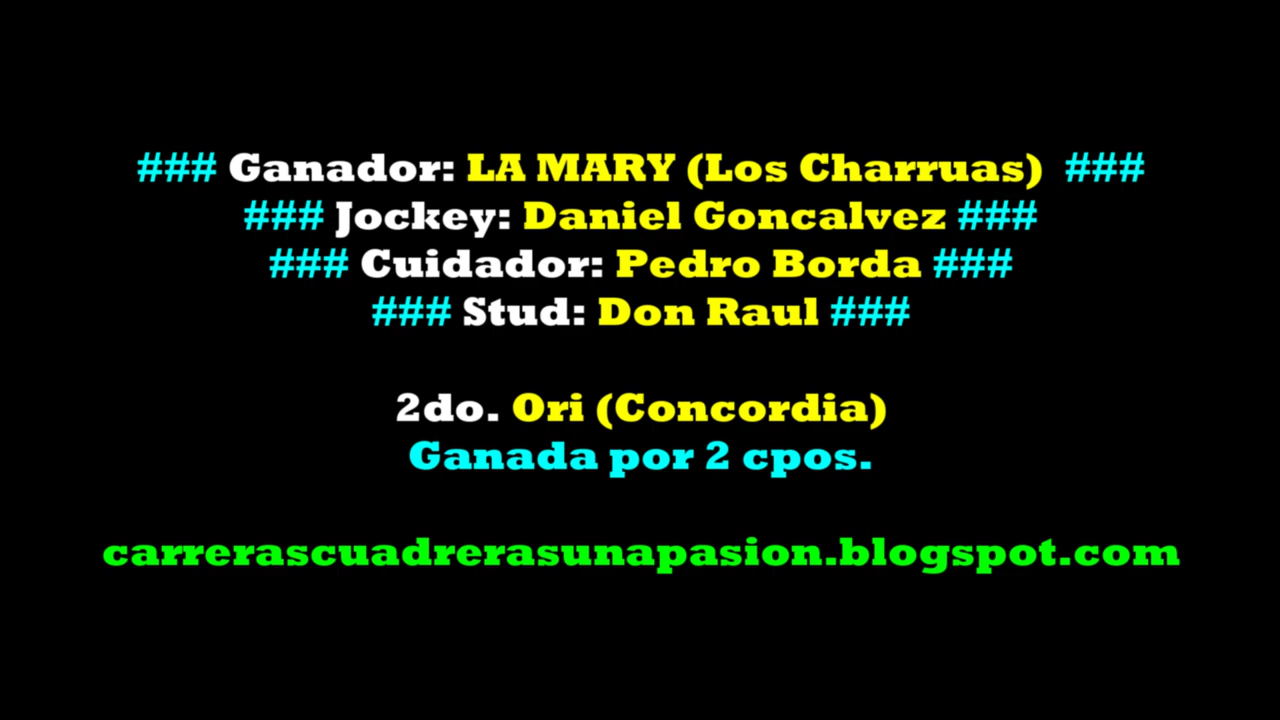 ### Ganador: LA MARY (Los Charruas) ###
### Jockey: Daniel Goncalvez ###
### Cuidador: Pedro Borda ###
### Stud: Don Raul ###
2do. Ori (Concordia)
Ganada por 2 cpos.
carrerascuadrerasunapasion.blogspot.com